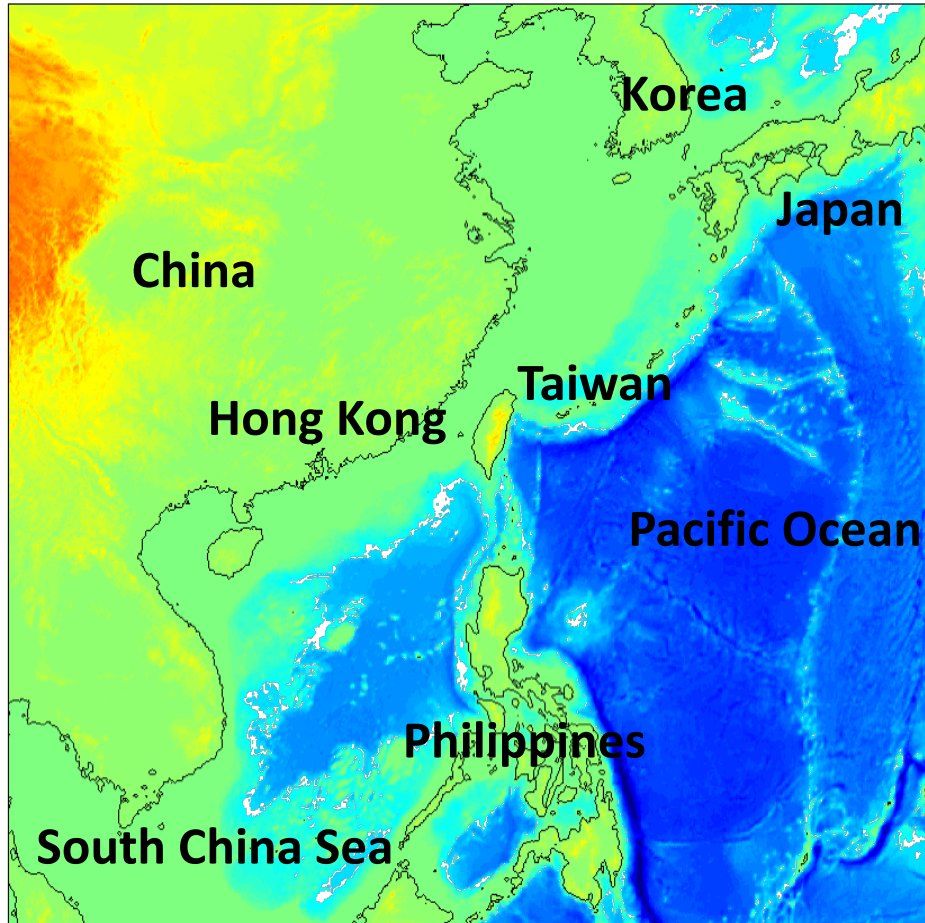 Korea
Japan
China
Taiwan
Hong Kong
Pacific Ocean
Philippines
South China Sea